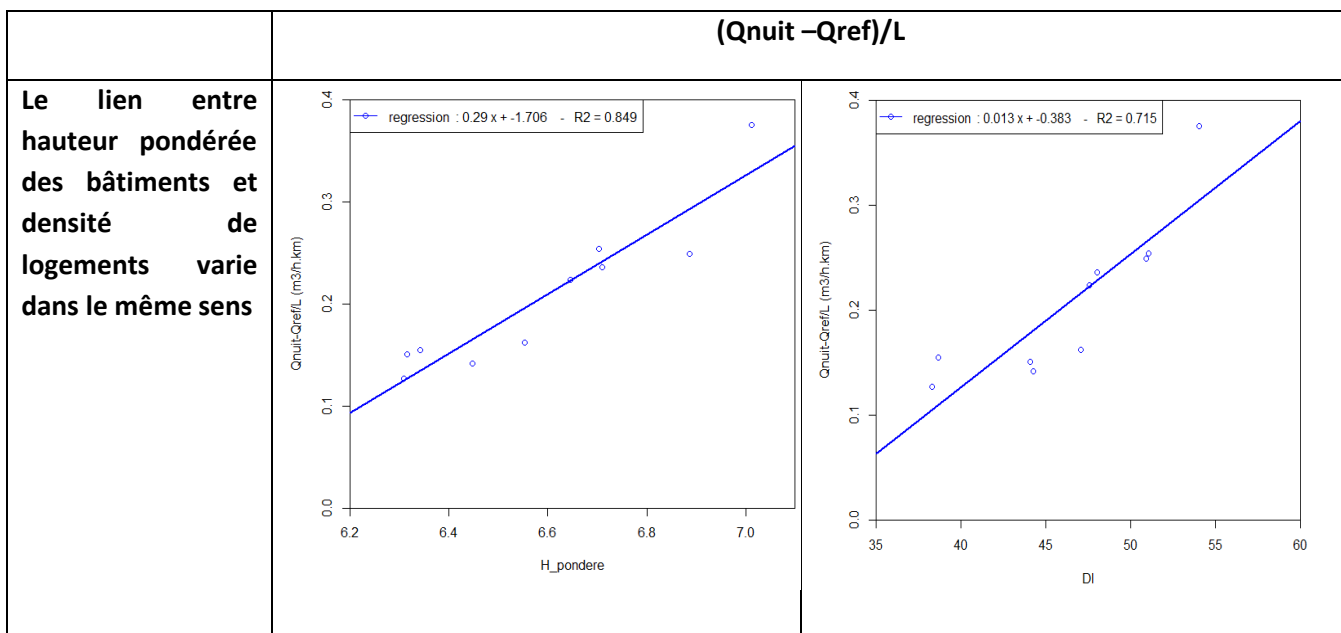 (Qnuit –Qref)/L
Le lien entre
hauteur pondérée
des bâtiments et
densité de
logements varie
dans le même sens
regression : 0.29 x + -1.706 - R2 = 0.849
Qnuit-Qref/L (m3/h.km)
0.0
0.1
0.2
0.3
0.4
6.2 6.4 6.6 6.8 7.0
H_pondere
regression : 0.013 x + -0.383 - R2 = 0.715
Qnuit-Qref/L (m3/h.km)
0.0
0.1
0.2
0.3
0.4
35 40 45 50 55 60
Dl